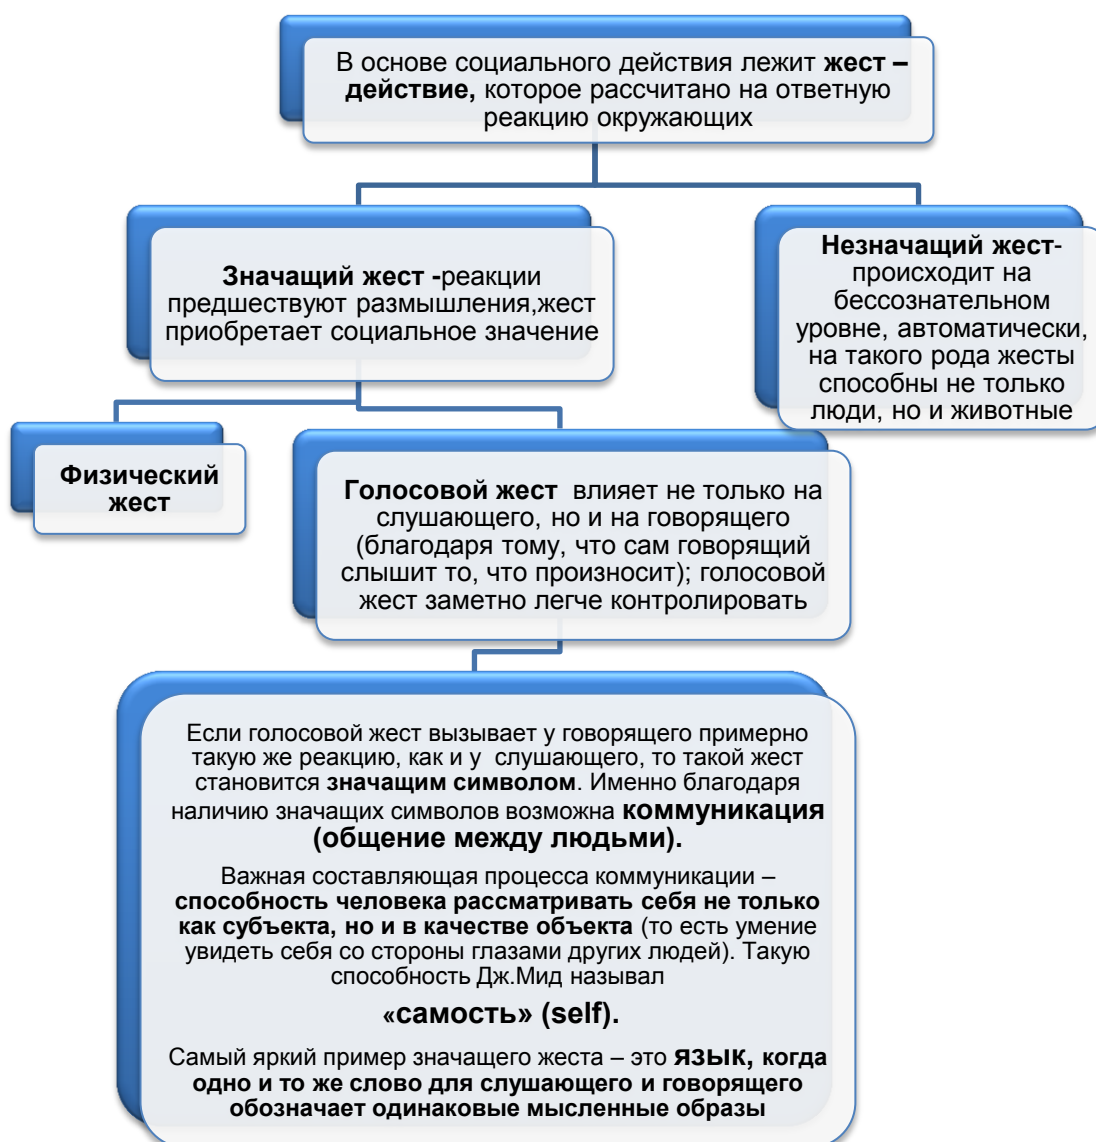 В основе социального действия лежит жест –
действие, которое рассчитано на ответную
реакцию окружающих
Значащий жест -реакции
предшествуют размышления,жест
приобретает социальное значение
Незначащий жест-
происходит на
бессознательном
уровне, автоматически,
на такого рода жесты
способны не только
люди, но и животные
Физический
жест
Голосовой жест влияет не только на
слушающего, но и на говорящего
(благодаря тому, что сам говорящий
слышит то, что произносит); голосовой
жест заметно легче контролировать
Если голосовой жест вызывает у говорящего примерно
такую же реакцию, как и у слушающего, то такой жест
становится значащим символом. Именно благодаря
наличию значащих символов возможна коммуникация
(общение между людьми).
Важная составляющая процесса коммуникации –
способность человека рассматривать себя не только
как субъекта, но и в качестве объекта (то есть умение
увидеть себя со стороны глазами других людей). Такую
способность Дж.Мид называл
«самость» (self).
Самый яркий пример значащего жеста – это язык, когда
одно и то же слово для слушающего и говорящего
обозначает одинаковые мысленные образы